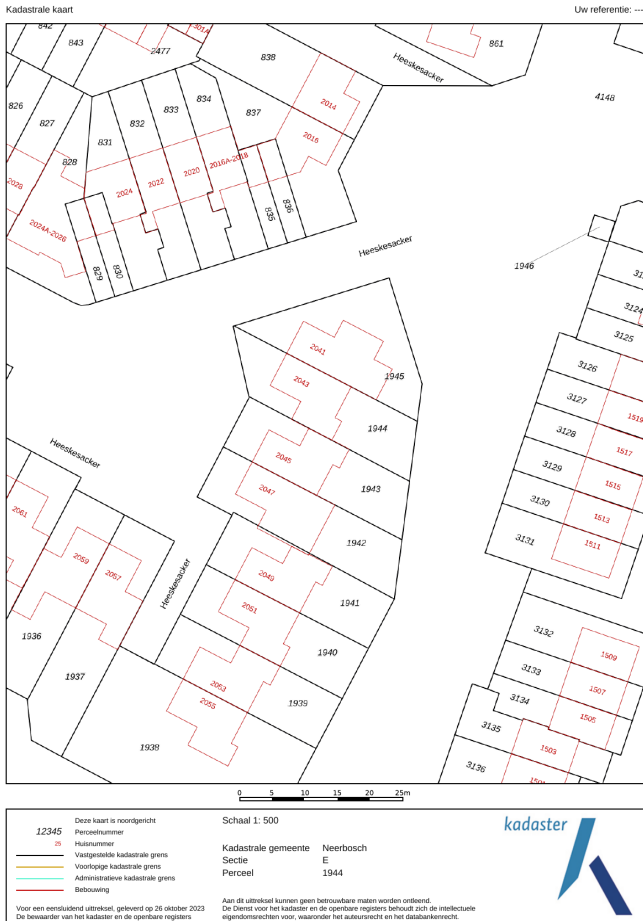 Kadastrale kaart
Uw referentie: ---
842
843
2477
301A
838
861
Heeskesacker
4148
826
827
828
831
832
833
834
837
2014
2016
2024
2022
2020
2016A-2018
2024A-2026
829
830
835
836
Heeskesacker
1946
3124
3125
3126
3127
3128
3129
3130
3131
1519
1517
1515
1513
1511
2041
2043
1945
1944
2045
2047
1943
1942
Heeskesacker
2061
2059
2057
Heeskesacker
2049
2051
1941
1940
1939
2053
2055
1936
1937
1938
3132
3133
3134
3135
3136
1509
1507
1505
1503
0 5 10 15 20 25m
Deze kaart is noordgericht
12345 Perceelnummer
25 Huisnummer
Vastgestelde kadastrale grens
Voorlopige kadastrale grens
Administratieve kadastrale grens
Bebouwing
Voor een eensluidend uittreksel, geleverd op 26 oktober 2023
De bewaarder van het kadaster en de openbare registers
Schaal 1: 500
Kadastrale gemeente Neerbosch
Sectie E
Perceel 1944
Aan dit uittreksel kunnen geen betrouwbare maten worden ontleend.
De Dienst voor het kadaster en de openbare registers behoudt zich de intellectuele
eigendomsrechten voor, waaronder het auteursrecht en het databankenrecht.
kadaster